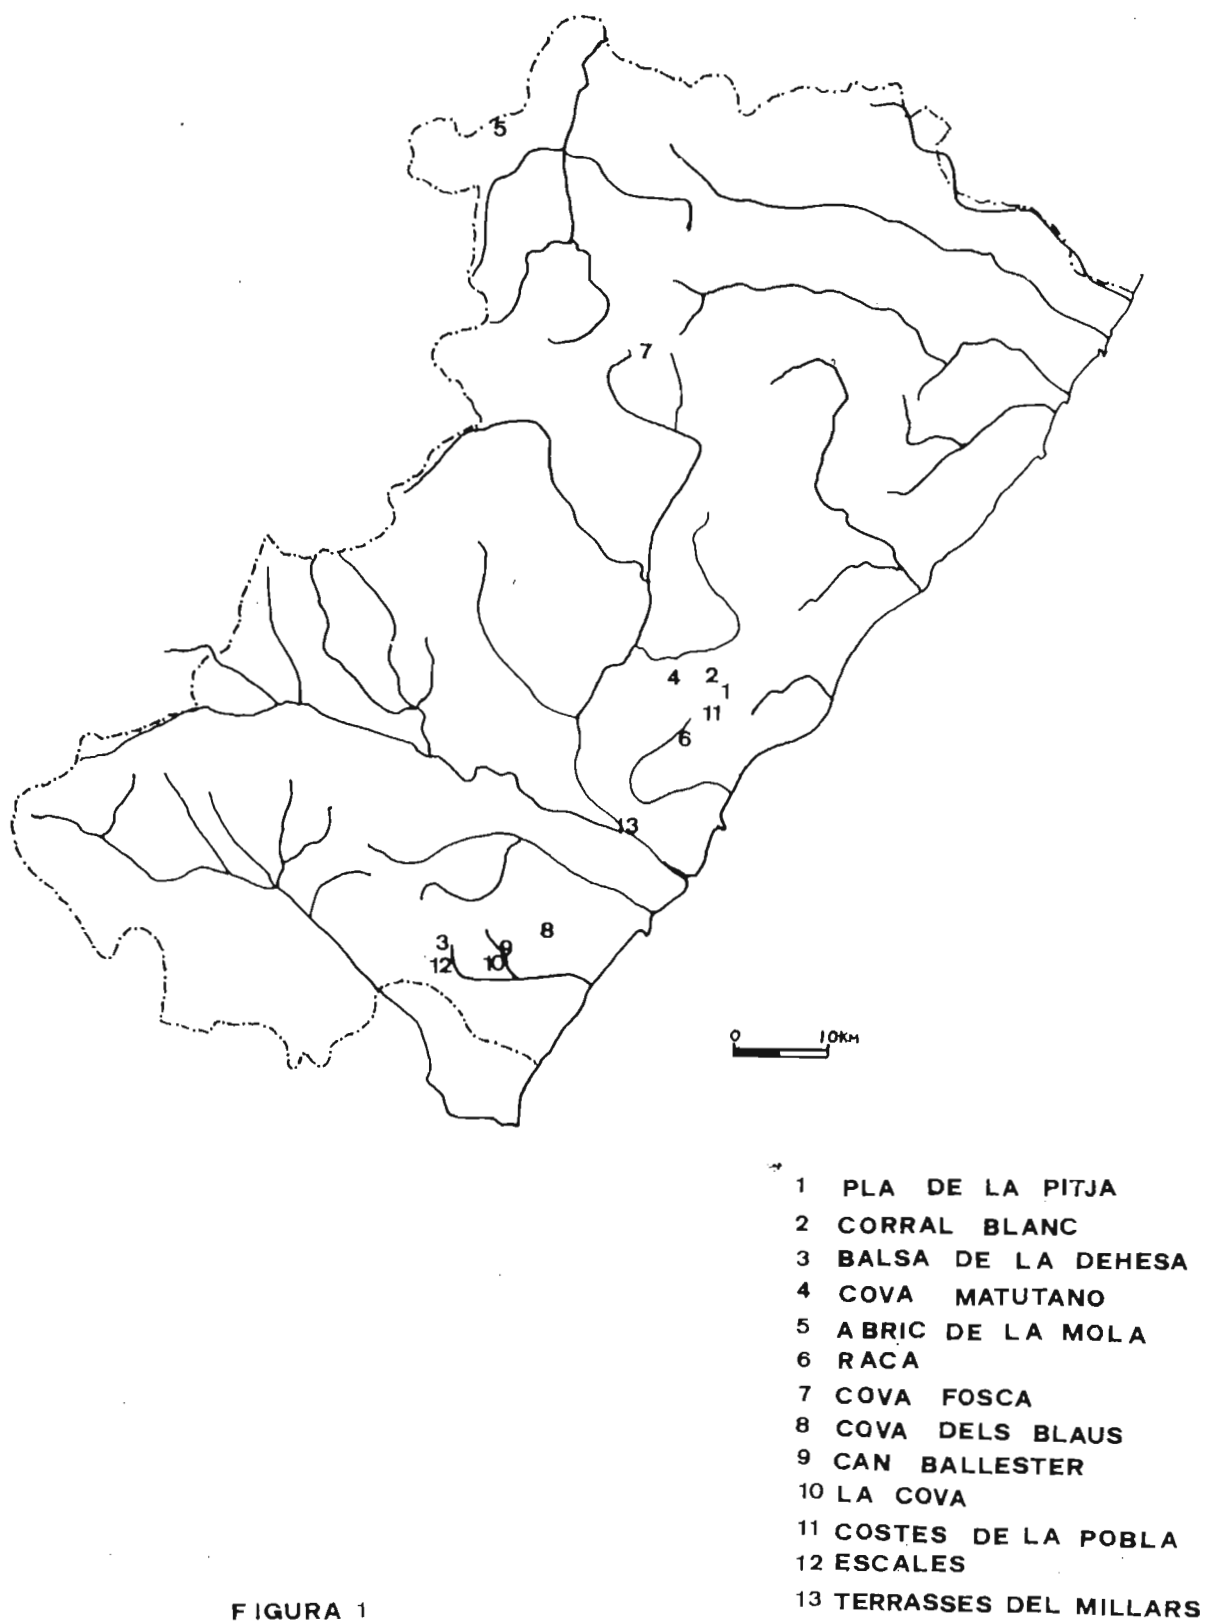 5
7
4 2
1
11
6
13
8
3 9
12 10
0 10KM
1 PLA DE LA PITJA
2 CORRAL BLANC
3 BALSA DE LA DEHESA
4 COVA MATUTANO
5 ABRIC DE LA MOLA
6 RACA
7 COVA FOSCA
8 COVA DELS BLAUS
9 CAN BALLESTER
10 LA COVA
11 COSTES DE LA POBLA
12 ESCALES
13 TERRASSES DEL MILLARS
FIGURA 1